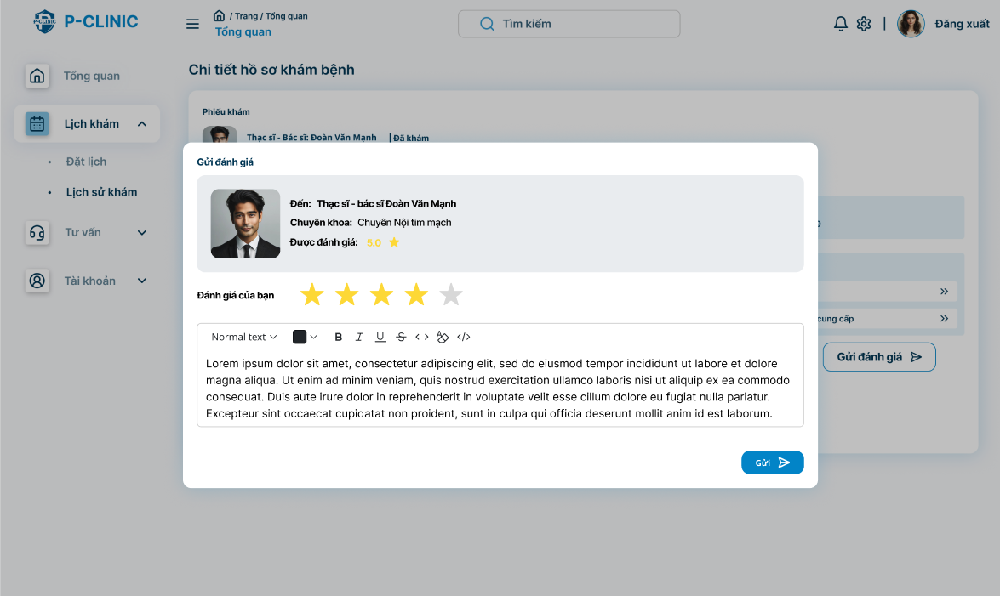 P-CLINIC
P-CLINIC
/ Trang / Tổng quan
Tổng quan
Tìm kiếm
| Đăng xuất
Tổng quan
Lịch khám
• Đặt lịch
• Lịch sử khám
Tư vấn
Tài khoản
Chi tiết hồ sơ khám bệnh
Phiếu khám
Thạc sĩ - Bác sĩ: Đoàn Văn Mạnh | Đã khám
Gửi đánh giá
Đến: Thạc sĩ - bác sĩ Đoàn Văn Mạnh
Chuyên khoa: Chuyên Nội tim mạch
Được đánh giá: 5.0
Đánh giá của bạn
Normal text
B I U S < > A </>
Lorem ipsum dolor sit amet, consectetur adipiscing elit, sed do eiusmod tempor incididunt ut labore et dolore
magna aliqua. Ut enim ad minim veniam, quis nostrud exercitation ullamco laboris nisi ut aliquip ex ea commodo
consequat. Duis aute irure dolor in reprehenderit in voluptate velit esse cillum dolore eu fugiat nulla pariatur.
Excepteur sint occaecat cupidatat non proident, sunt in culpa qui officia deserunt mollit anim id est laborum.
Gửi
cung cấp
Gửi đánh giá